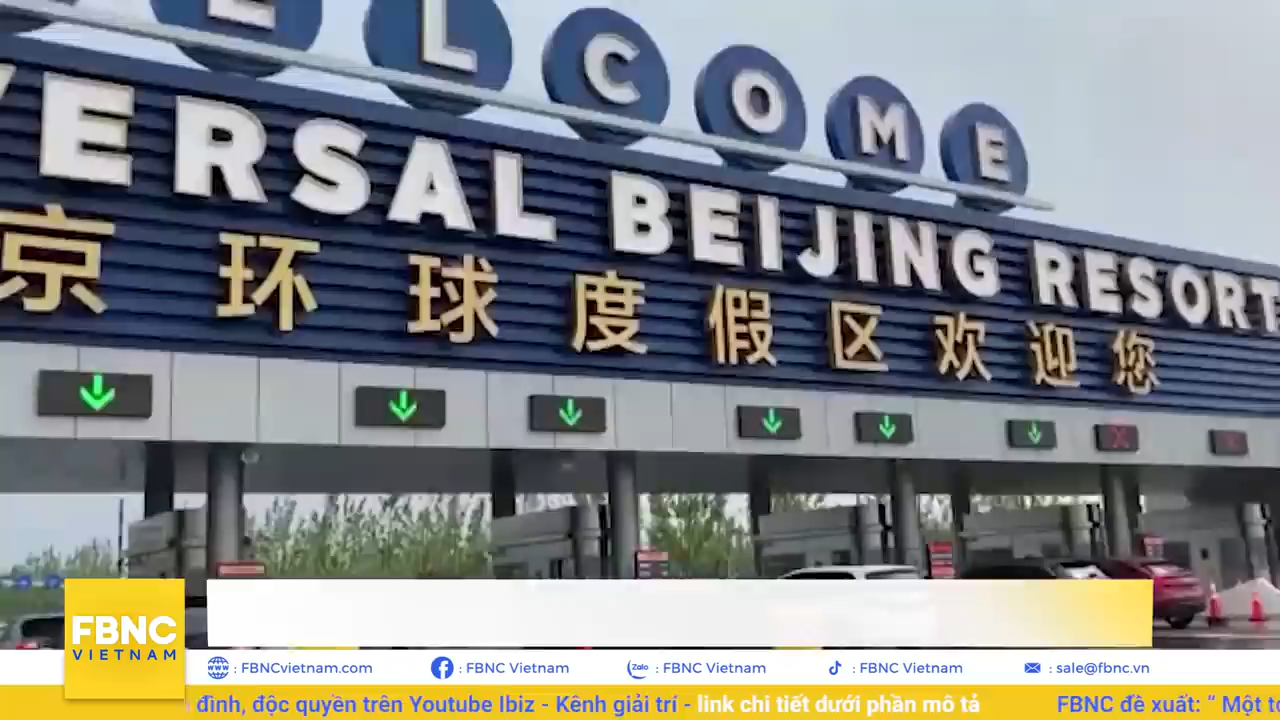 ELCOME
VERSAL BEIJING RESORT
京环球度假区欢迎您
FBNC
VIETNAM
: FBNCvietnam.com
: FBNC Vietnam
Zalo : FBNC Vietnam
: FBNC Vietnam
: sale@fbnc.vn
đình, độc quyền trên Youtube Ibiz - Kênh giải trí - link chi tiết dưới phần mô tả FBNC đề xuất: “ Một